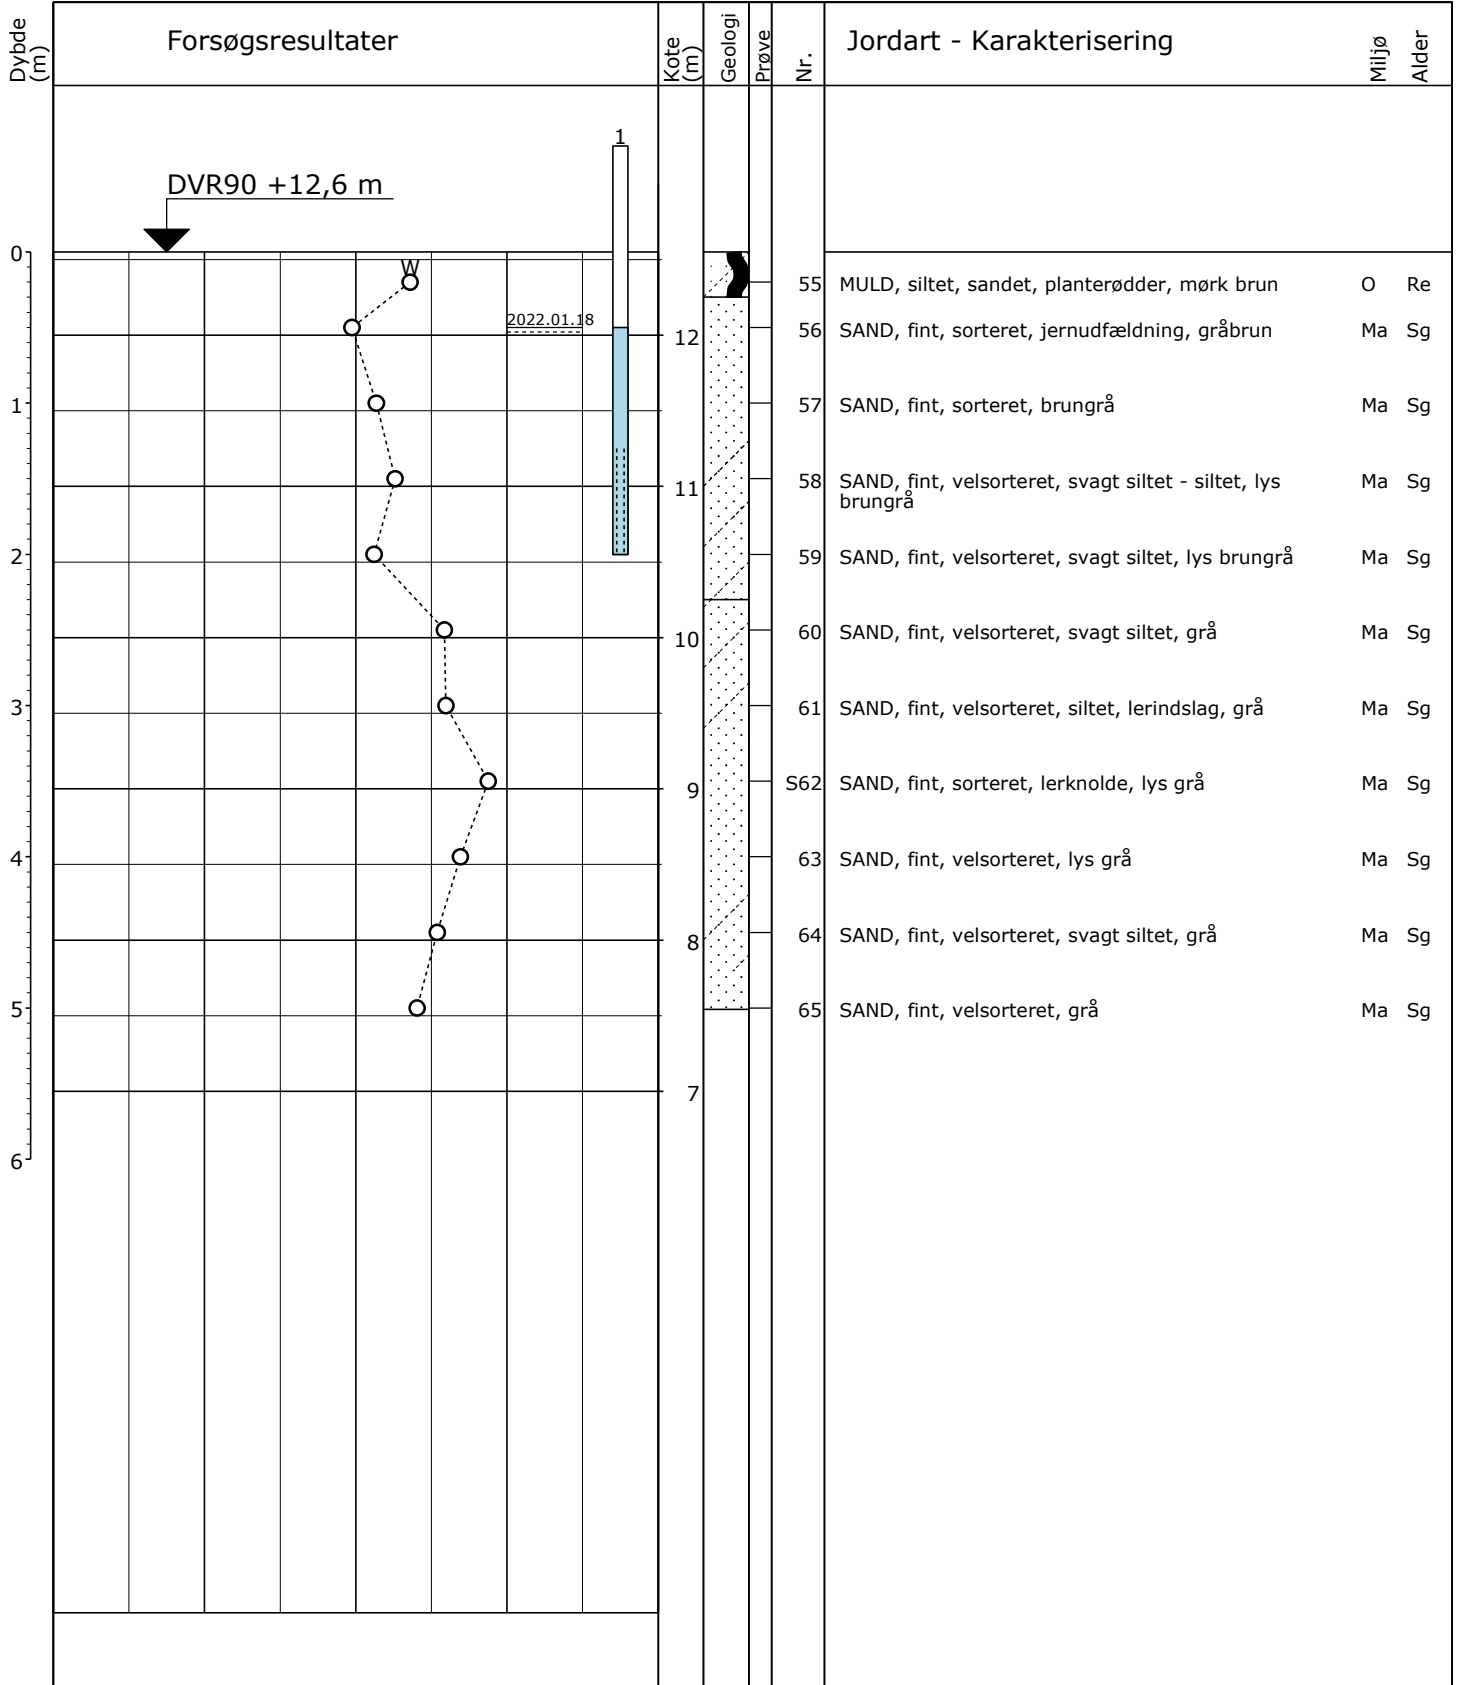 Dybde (m)
Forsøgsresultater
Kote (m)
Geologi
Prøve
Nr.
Jordart - Karakterisering
Miljø
Alder
1
DVR90 +12,6 m
0
W
55 MULD, siltet, sandet, planterødder, mørk brun O Re
2022.01.18
12
56 SAND, fint, sorteret, jernudfældning, gråbrun Ma Sg
1
57 SAND, fint, sorteret, brungrå Ma Sg
11
58 SAND, fint, velsorteret, svagt siltet - siltet, lys Ma Sg
brungrå
2
59 SAND, fint, velsorteret, svagt siltet, lys brungrå Ma Sg
10
60 SAND, fint, velsorteret, svagt siltet, grå Ma Sg
3
61 SAND, fint, velsorteret, siltet, lerindslag, grå Ma Sg
9
S62 SAND, fint, sorteret, lerknolde, lys grå Ma Sg
4
63 SAND, fint, velsorteret, lys grå Ma Sg
8
64 SAND, fint, velsorteret, svagt siltet, grå Ma Sg
5
65 SAND, fint, velsorteret, grå Ma Sg
7
6